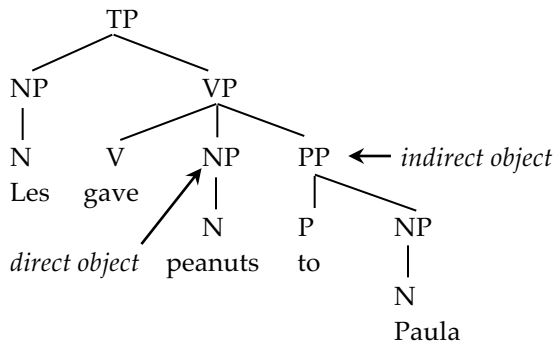 TP
NP VP
N V NP PP indirect object
Les gave
N P NP
direct object peanuts to
N
Paula